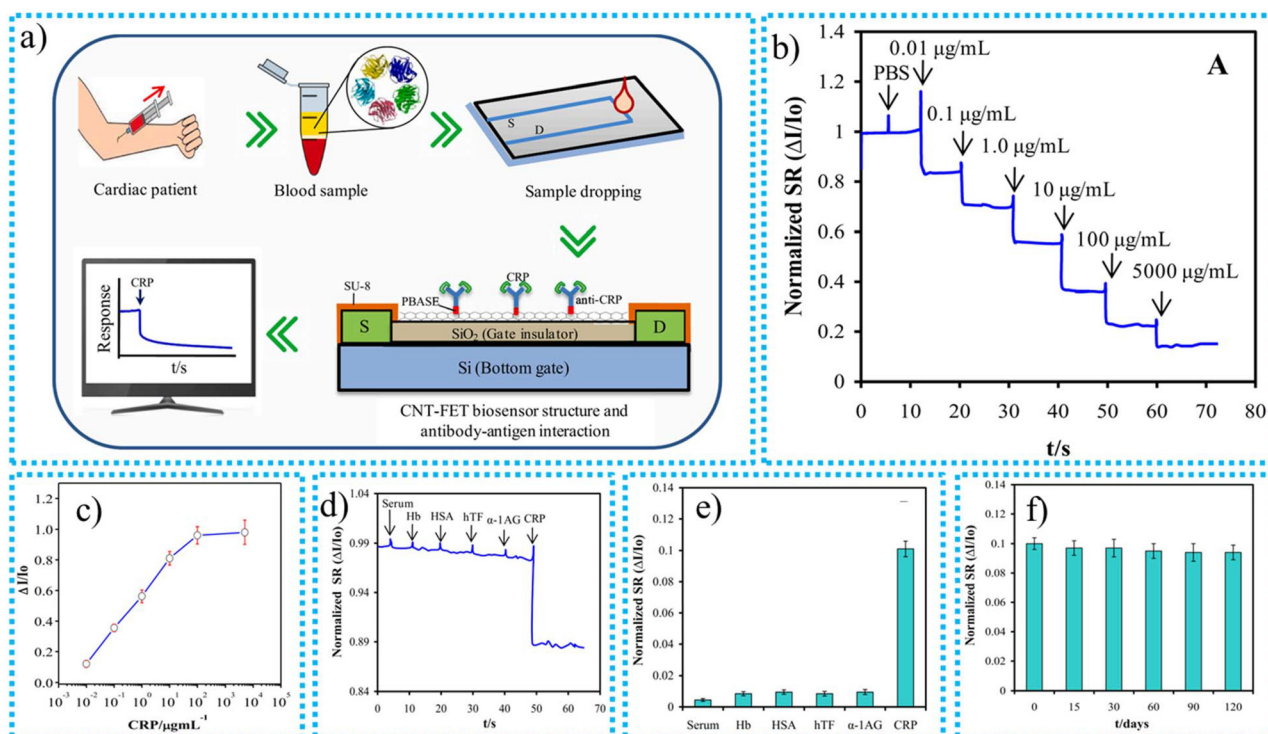 a)
Cardiac patient
Blood sample
S
D
Sample dropping
CRP
Response
t/s
SU-8
PBASE
CRP
anti-CRP
S
SiO₂ (Gate insulator)
D
Si (Bottom gate)
CNT-FET biosensor structure and
antibody-antigen interaction
b)
A
Normalized SR (ΔI/Io)
1.4
1.2
1
0.8
0.6
0.4
0.2
0
PBS
0.01 µg/mL
0.1 µg/mL
1.0 µg/mL
10 µg/mL
100 µg/mL
5000 µg/mL
0 10 20 30 40 50 60 70 80
t/s
c)
ΔI/Io
1.2
1.0
0.8
0.6
0.4
0.2
0.0
10⁻³ 10⁻² 10⁻¹ 10⁰ 10¹ 10² 10³ 10⁴ 10⁵
CRP/µgmL⁻¹
d)
Normalized SR (ΔI/Io)
1.04
0.99
0.94
0.89
0.84
Serum
Hb
HSA
hTF
α-1AG
CRP
0 10 20 30 40 50 60 70
t/s
e)
Normalized SR (ΔI/Io)
0.14
0.12
0.1
0.08
0.06
0.04
0.02
0
Serum Hb HSA hTF α-1AG CRP
f)
Normalized SR (ΔI/Io)
0.14
0.12
0.1
0.08
0.06
0.04
0.02
0
0 15 30 60 90 120
t/days